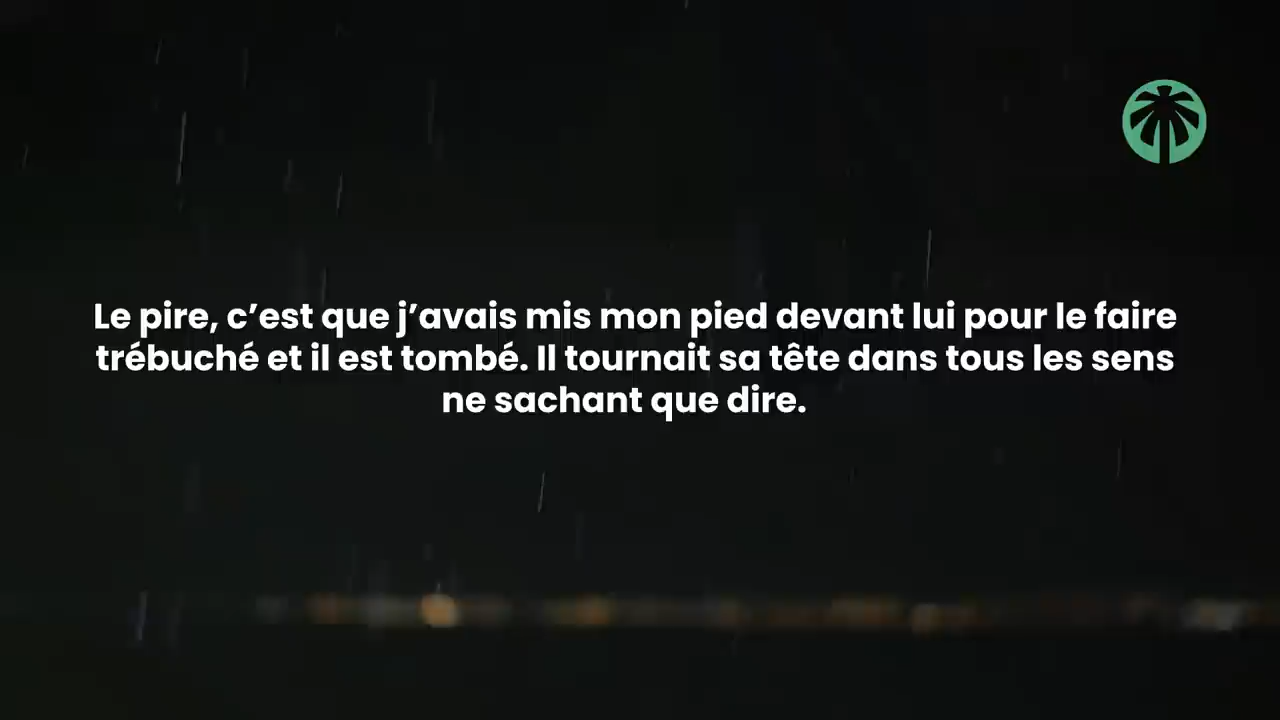 Le pire, c’est que j’avais mis mon pied devant lui pour le faire
trébuché et il est tombé. Il tournait sa tête dans tous les sens
ne sachant que dire.